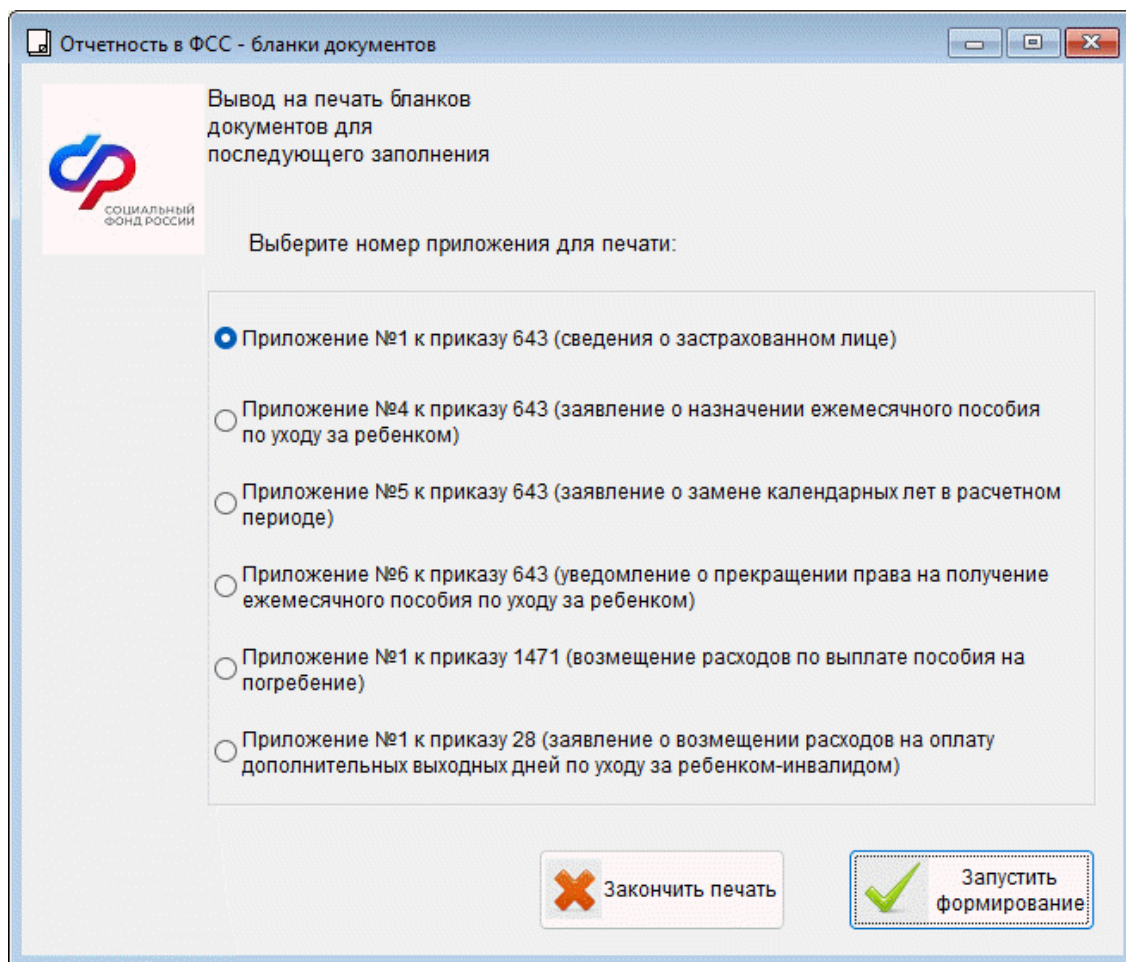 Отчетность в ФСС - бланки документов
Вывод на печать бланков
документов для
последующего заполнения
СОЦИАЛЬНЫЙ
ФОНД РОССИИ
Выберите номер приложения для печати:
Приложение №1 к приказу 643 (сведения о застрахованном лице)
Приложение №4 к приказу 643 (заявление о назначении ежемесячного пособия
по уходу за ребенком)
Приложение №5 к приказу 643 (заявление о замене календарных лет в расчетном
периоде)
Приложение №6 к приказу 643 (уведомление о прекращении права на получение
ежемесячного пособия по уходу за ребенком)
Приложение №1 к приказу 1471 (возмещение расходов по выплате пособия на
погребение)
Приложение №1 к приказу 28 (заявление о возмещении расходов на оплату
дополнительных выходных дней по уходу за ребенком-инвалидом)
Закончить печать
Запустить
формирование